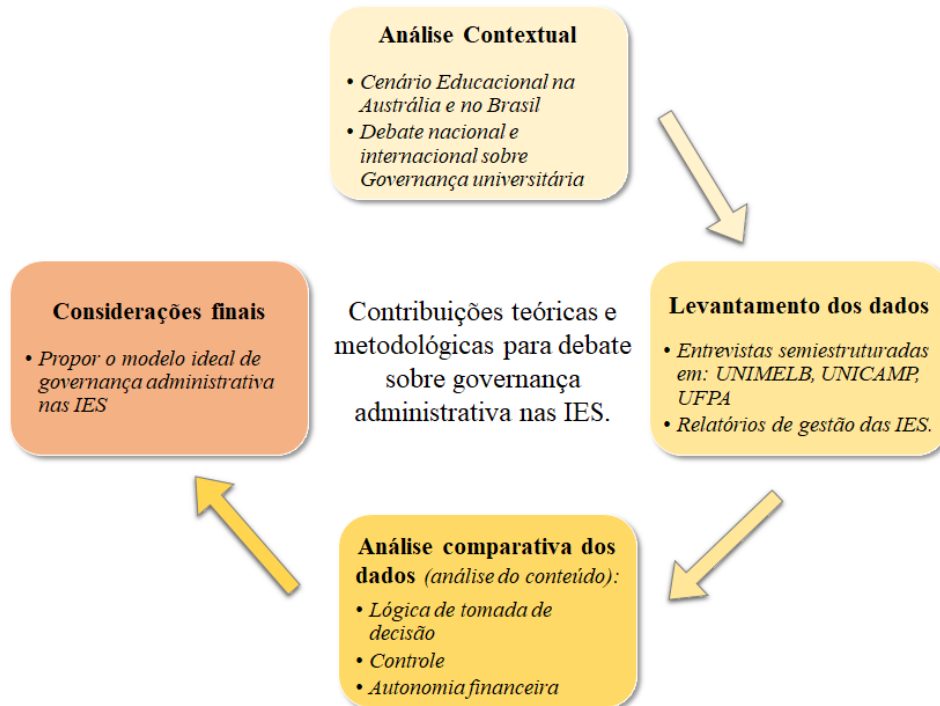 Análise Contextual
• Cenário Educacional na
Austrália e no Brasil
• Debate nacional e
internacional sobre
Governança universitária
Levantamento dos dados
• Entrevistas semiestruturadas
em: UNIMELB, UNICAMP,
UFPA
• Relatórios de gestão das IES.
Análise comparativa dos
dados (análise do conteúdo):
• Lógica de tomada de
decisão
• Controle
• Autonomia financeira
Considerações finais
• Propor o modelo ideal de
governança administrativa
nas IES
Contribuições teóricas e
metodológicas para debate
sobre governança
administrativa nas IES.